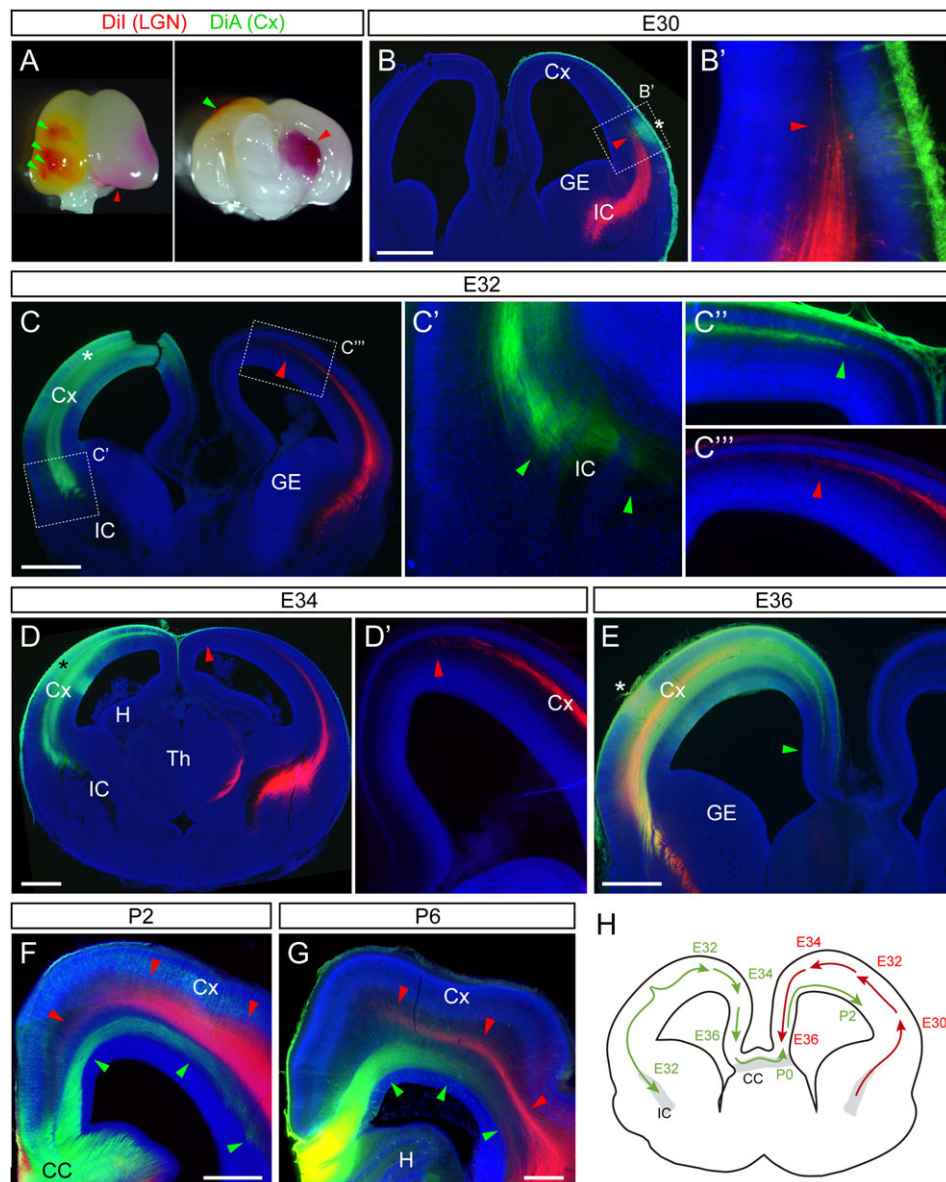 DiI (LGN) DiA (Cx)
E30
A
B
Cx
B'
*
GE
IC
B'
E32
C
*
Cx
C'
IC
C'''
GE
C'
IC
C''
C'''
E34
E36
D
*
Cx
H
Th
IC
D'
Cx
E
*
Cx
GE
P2
P6
F
Cx
CC
G
Cx
H
H
E32
E34
E34
E32
E36
E36
P2
E30
E32
IC
CC
P0